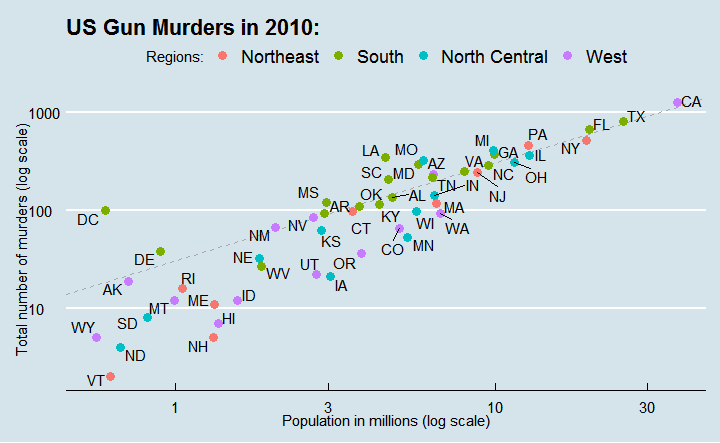 US Gun Murders in 2010:
Regions: Northeast South North Central West
Total number of murders (log scale)
1000
100
10
CA
TX
FL
PA
NY
MI
GA
IL
OH
LA
MO
VA
NC
AZ
SC
MD
NJ
TN
IN
MS
AR
OK
AL
MA
DC
KY
WI
WA
NV
CT
NM
KS
CO
MN
DE
NE
WV
UT
OR
AK
RI
IA
MT
ME
ID
SD
HI
WY
ND
NH
VT
1
3
10
30
Population in millions (log scale)